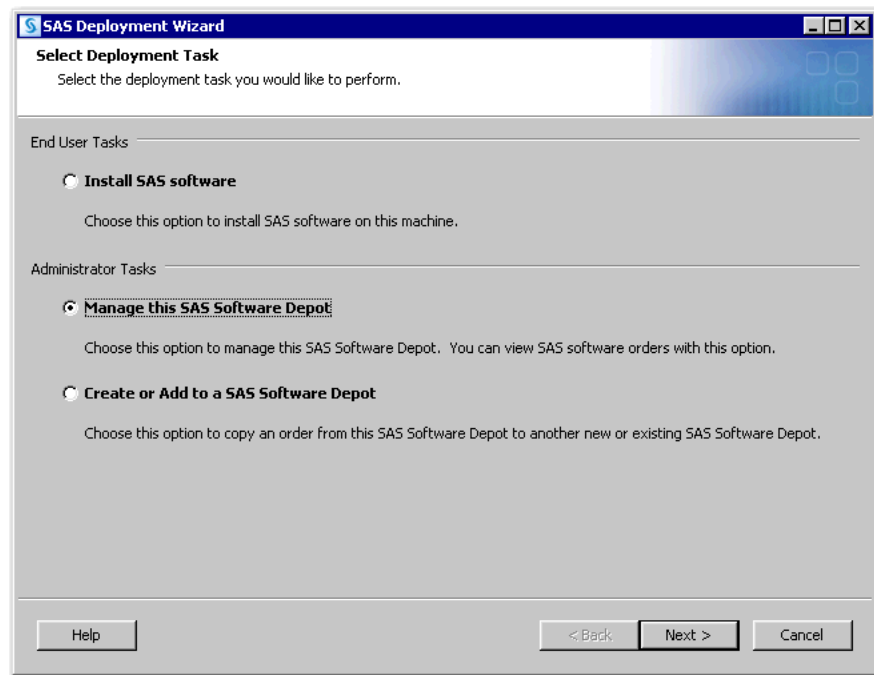 SAS Deployment Wizard
Select Deployment Task
Select the deployment task you would like to perform.
End User Tasks
Install SAS software
Choose this option to install SAS software on this machine.
Administrator Tasks
Manage this SAS Software Depot
Choose this option to manage this SAS Software Depot. You can view SAS software orders with this option.
Create or Add to a SAS Software Depot
Choose this option to copy an order from this SAS Software Depot to another new or existing SAS Software Depot.
Help
< Back
Next >
Cancel